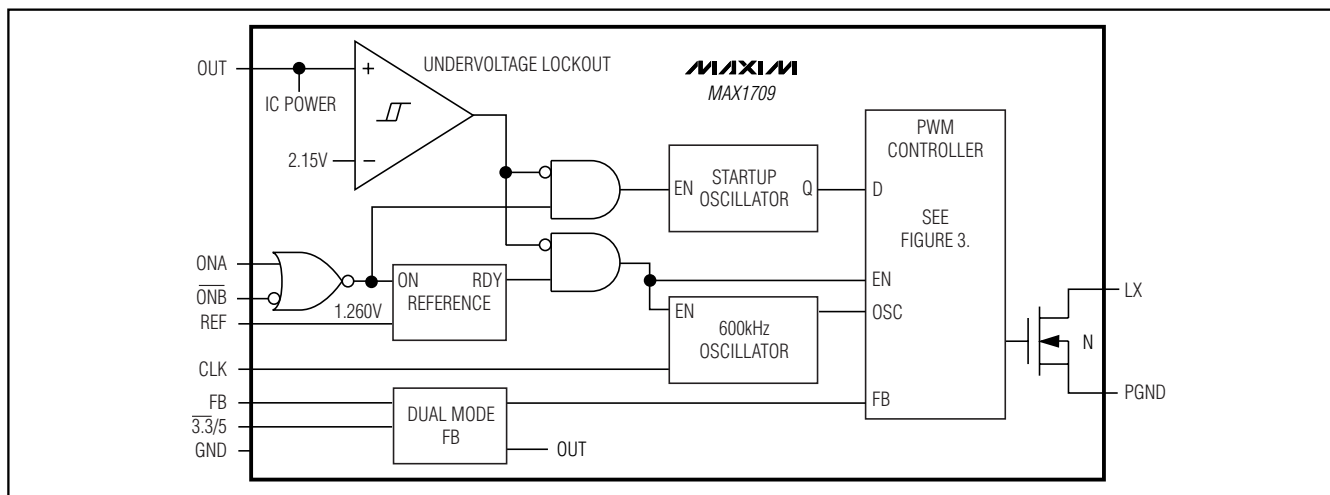 OUT
IC POWER
+
2.15V
−
UNDERVOLTAGE LOCKOUT
MAXIM
MAX1709
EN
STARTUP
OSCILLATOR
Q
PWM
CONTROLLER
D
SEE
FIGURE 3.
EN
OSC
FB
ONA
ONB
REF
CLK
FB
3.3/5
GND
ON
RDY
REFERENCE
1.260V
EN
600kHz
OSCILLATOR
DUAL MODE
FB
OUT
LX
N
PGND